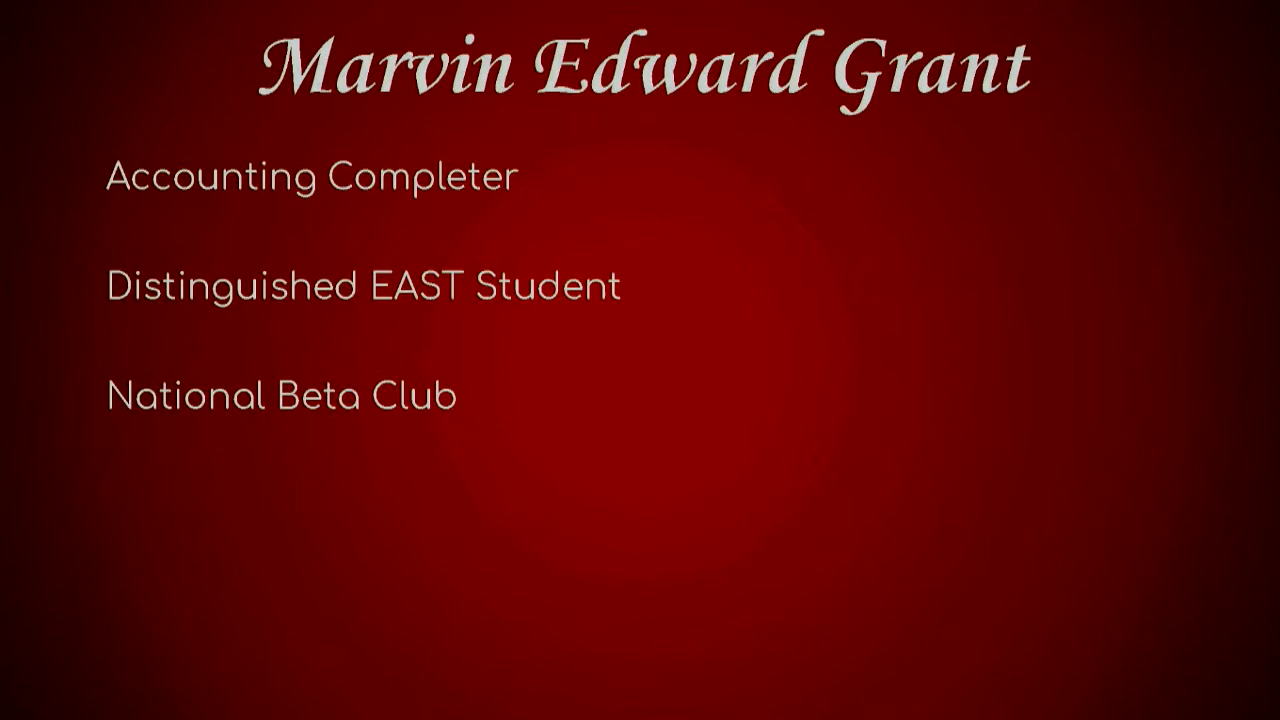 Marvin Edward Grant
Accounting Completer
Distinguished EAST Student
National Beta Club